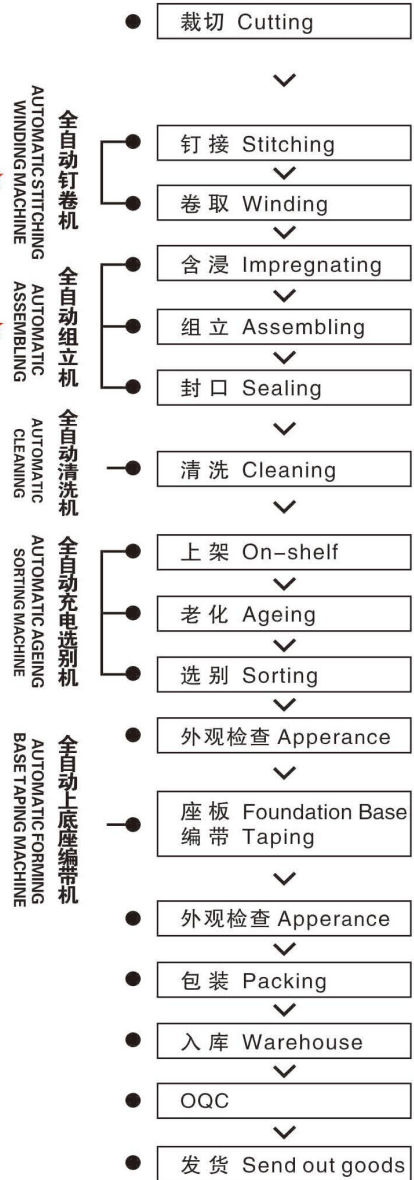 裁切 Cutting
全自动钉卷机
AUTOMATIC STITCHING
WINDING MACHINE
钉接 Stitching
卷取 Winding
全自动组立机
AUTOMATIC
ASSEMBLING
含浸 Impregnating
组立 Assembling
封口 Sealing
全自动清洗机
AUTOMATIC
CLEANING
清洗 Cleaning
全自动充电选别机
AUTOMATIC AGEING
SORTING MACHINE
上架 On-shelf
老化 Ageing
选别 Sorting
外观检查 Apperance
全自动上底座编带机
AUTOMATIC FORMING
BASE TAPING MACHINE
座板 Foundation Base
编带 Taping
外观检查 Apperance
包装 Packing
入库 Warehouse
OQC
发货 Send out goods